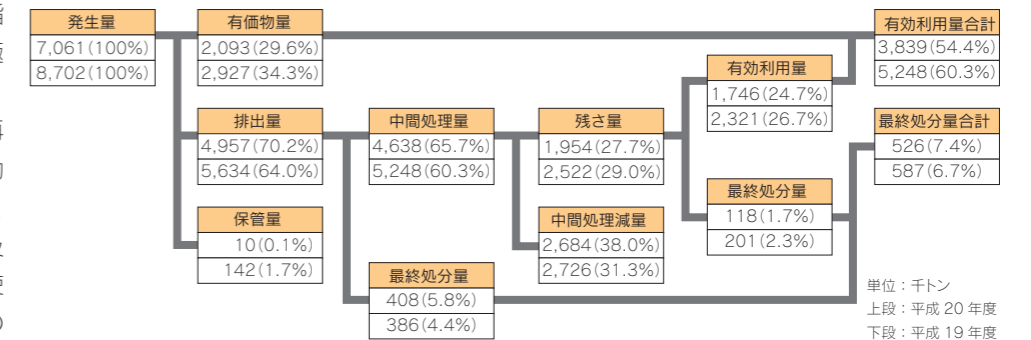 発生量
7,061(100%)
8,702(100%)
有価物量
2,093(29.6%)
2,927(34.3%)
有効利用量合計
3,839(54.4%)
5,248(60.3%)
有効利用量
1,746(24.7%)
2,321(26.7%)
排出量
4,957(70.2%)
5,634(64.0%)
中間処理量
4,638(65.7%)
5,248(60.3%)
残さ量
1,954(27.7%)
2,522(29.0%)
最終処分量合計
526(7.4%)
587(6.7%)
最終処分量
118(1.7%)
201(2.3%)
保管量
10(0.1%)
142(1.7%)
中間処理減量
2,684(38.0%)
2,726(31.3%)
最終処分量
408(5.8%)
386(4.4%)
単位：千トン
上段：平成 20 年度
下段：平成 19 年度